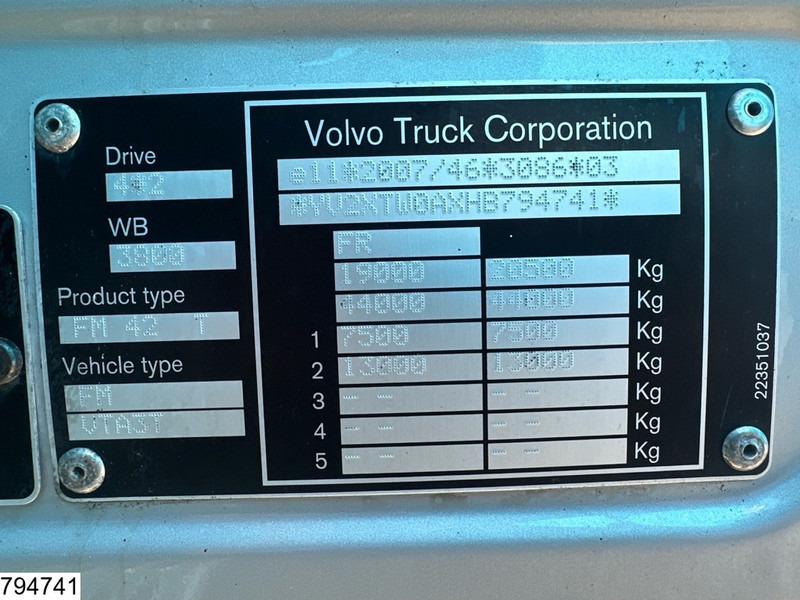 Drive
4*2
WB
3800
Product type
FM 42 T
Vehicle type
FM
VTA3T
Volvo Truck Corporation
e11*2007/46*3086*03
*YV2XTW0AXHB794741*
FR
19000 20500 Kg
44000 44000 Kg
1 7500 7500 Kg
2 13000 13000 Kg
3 -- -- -- -- Kg
4 -- -- -- -- Kg
5 -- -- -- -- Kg
22351037
794741